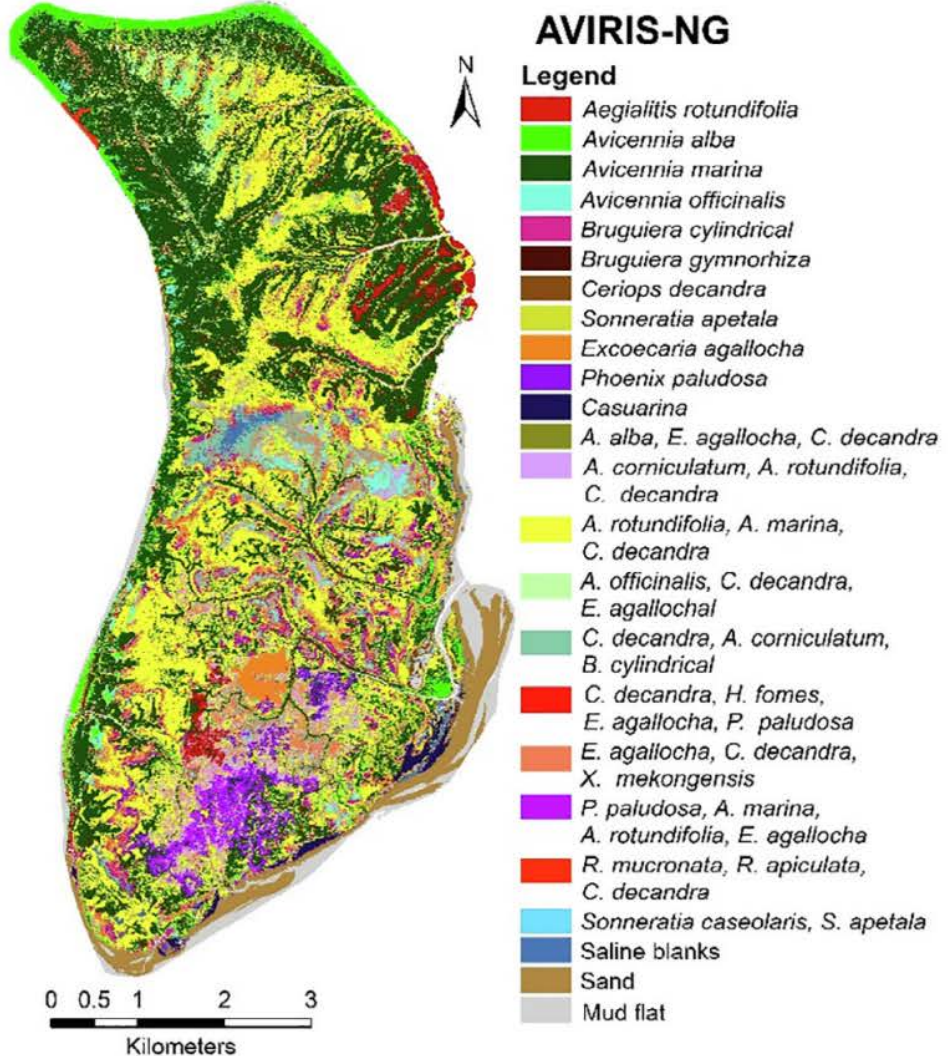 AVIRIS-NG
N
Legend
Aegialitis rotundifolia
Avicennia alba
Avicennia marina
Avicennia officinalis
Bruguiera cylindrical
Bruguiera gymnorhiza
Ceriops decandra
Sonneratia apetala
Excoecaria agallocha
Phoenix paludosa
Casuarina
A. alba, E. agallocha, C. decandra
A. corniculatum, A. rotundifolia,
C. decandra
A. rotundifolia, A. marina,
C. decandra
A. officinalis, C. decandra,
E. agallochal
C. decandra, A. corniculatum,
B. cylindrical
C. decandra, H. fomes,
E. agallocha, P. paludosa
E. agallocha, C. decandra,
X. mekongensis
P. paludosa, A. marina,
A. rotundifolia, E. agallocha
R. mucronata, R. apiculata,
C. decandra
Sonneratia caseolaris, S. apetala
Saline blanks
Sand
Mud flat
0 0.5 1 2 3
Kilometers